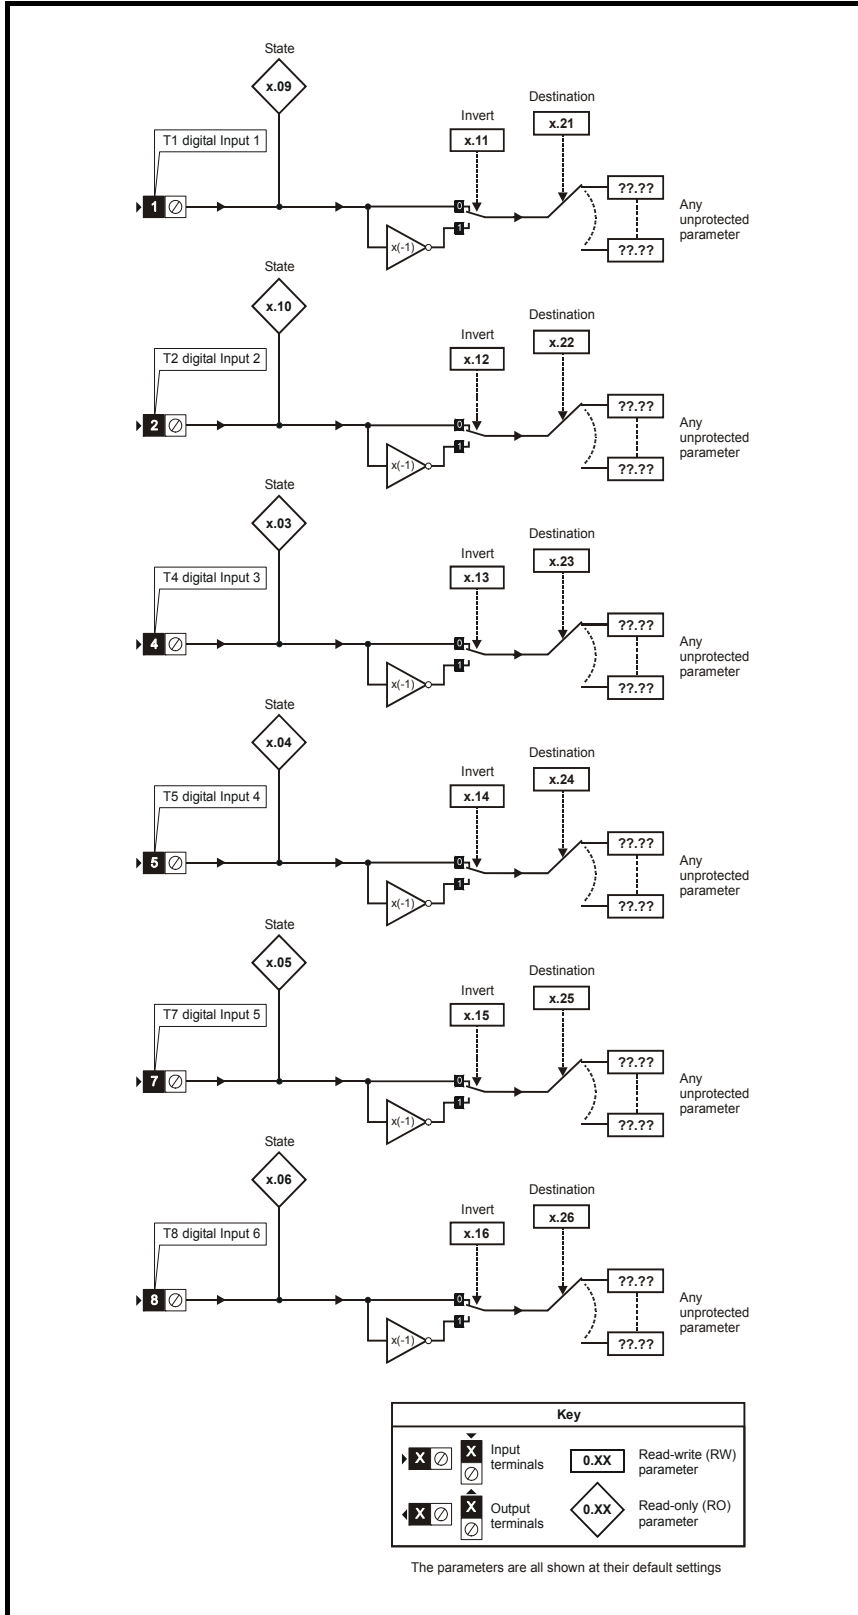 State
x.09
Destination
Invert
x.21
x.11
T1 digital Input 1
??.??
1
0
Any
unprotected
parameter
1
x(-1)
??.??
State
x.10
Destination
Invert
x.22
x.12
T2 digital Input 2
??.??
2
0
Any
unprotected
parameter
1
x(-1)
??.??
State
x.03
Destination
Invert
x.23
x.13
T4 digital Input 3
??.??
4
0
Any
unprotected
parameter
1
x(-1)
??.??
State
x.04
Destination
Invert
x.24
x.14
T5 digital Input 4
??.??
5
0
Any
unprotected
parameter
1
x(-1)
??.??
State
x.05
Destination
Invert
x.25
x.15
T7 digital Input 5
??.??
7
0
Any
unprotected
parameter
1
x(-1)
??.??
State
x.06
Destination
Invert
x.26
x.16
T8 digital Input 6
??.??
8
0
Any
unprotected
parameter
1
x(-1)
??.??
Key
X
X
Input
terminals
0.XX
Read-write (RW)
parameter
X
X
Output
terminals
0.XX
Read-only (RO)
parameter
The parameters are all shown at their default settings